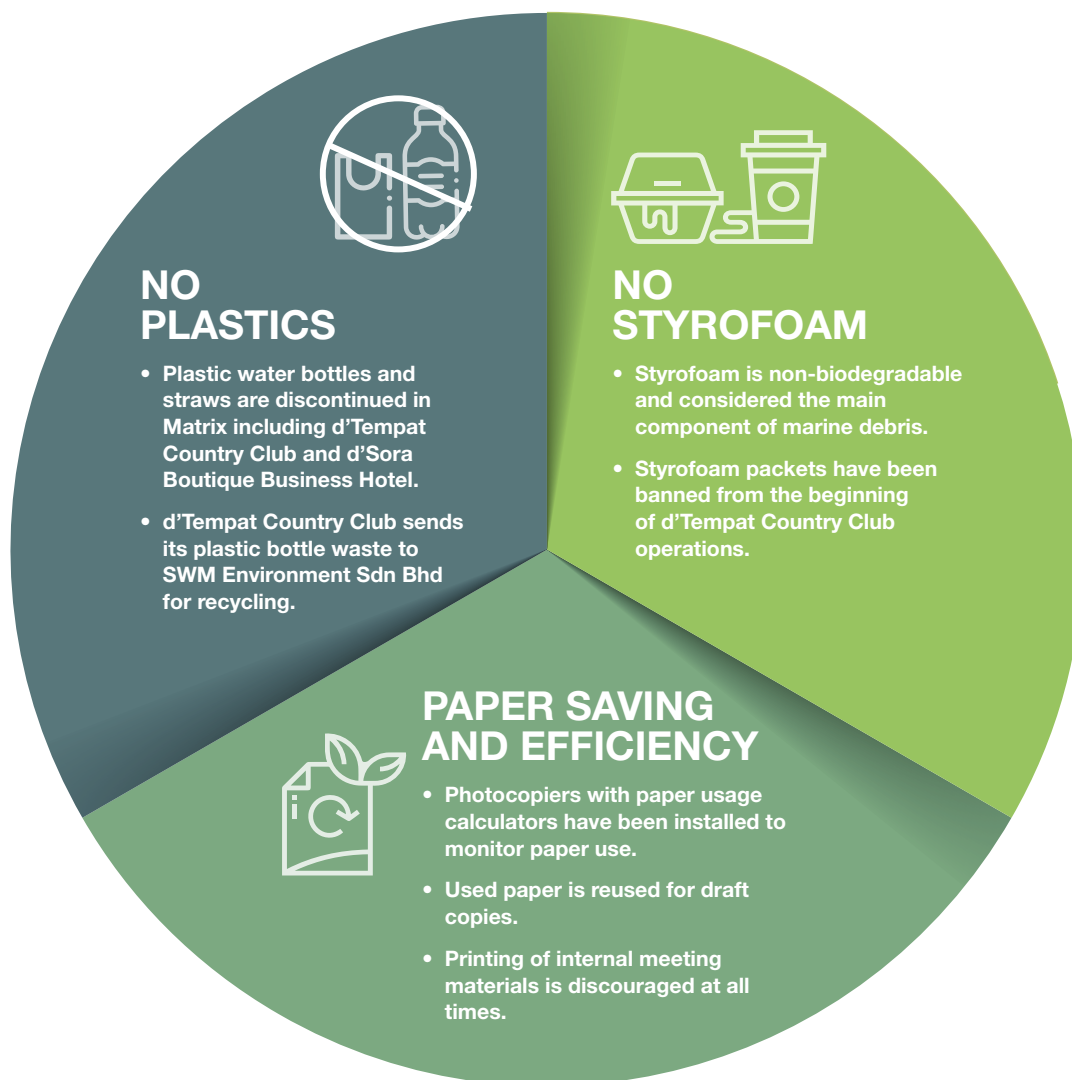 NO
PLASTICS
• Plastic water bottles and
straws are discontinued in
Matrix including d’Tempat
Country Club and d’Sora
Boutique Business Hotel.
• d’Tempat Country Club sends
its plastic bottle waste to
SWM Environment Sdn Bhd
for recycling.
NO
STYROFOAM
• Styrofoam is non-biodegradable
and considered the main
component of marine debris.
• Styrofoam packets have been
banned from the beginning
of d’Tempat Country Club
operations.
PAPER SAVING
AND EFFICIENCY
• Photocopiers with paper usage
calculators have been installed to
monitor paper use.
• Used paper is reused for draft
copies.
• Printing of internal meeting
materials is discouraged at all
times.